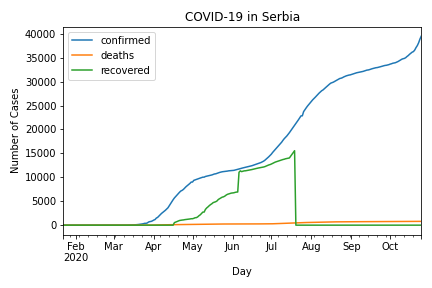 COVID-19 in Serbia
confirmed
deaths
recovered
Number of Cases
40000
35000
30000
25000
20000
15000
10000
5000
0
Feb Mar Apr May Jun Jul Aug Sep Oct
2020
Day